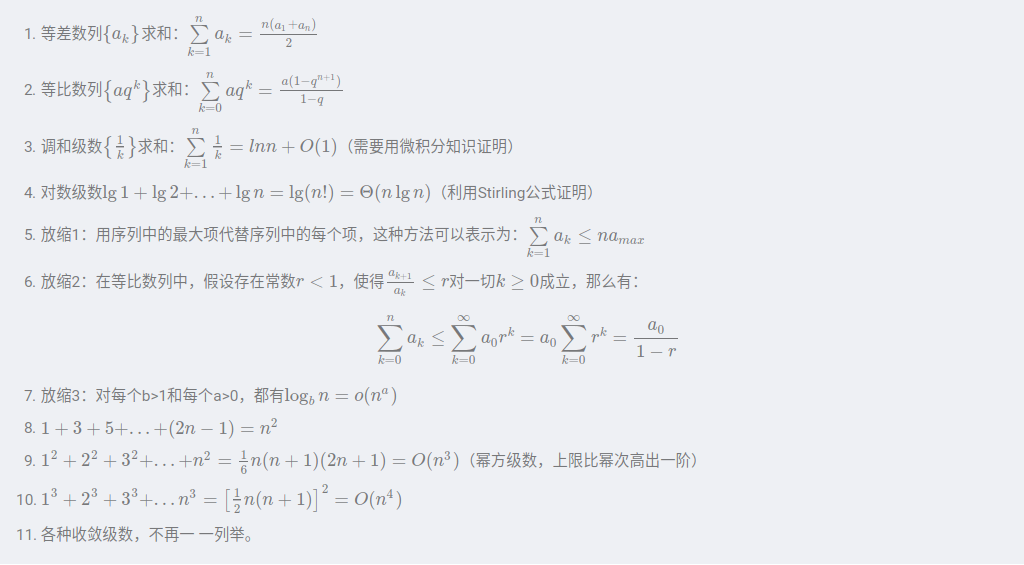 1. 等差数列$\{a_k\}$求和：$\sum\limits_{k=1}^{n} a_k = \frac{n(a_1+a_n)}{2}$
2. 等比数列$\{aq^k\}$求和：$\sum\limits_{k=0}^{n} aq^k = \frac{a(1-q^{n+1})}{1-q}$
3. 调和级数$\{\frac{1}{k}\}$求和：$\sum\limits_{k=1}^{n} \frac{1}{k} = lnn + O(1)$（需要用微积分知识证明）
4. 对数级数$\lg 1 + \lg 2 + \ldots + \lg n = \lg(n!) = \Theta(n \lg n)$（利用Stirling公式证明）
5. 放缩1：用序列中的最大项代替序列中的每个项，这种方法可以表示为：$\sum\limits_{k=1}^{n} a_k \leq na_{max}$
6. 放缩2：在等比数列中，假设存在常数$r < 1$，使得$\frac{a_{k+1}}{a_k} \leq r$对一切$k \geq 0$成立，那么有：
$\sum_{k=0}^{n} a_k \leq \sum_{k=0}^{\infty} a_0 r^k = a_0 \sum_{k=0}^{\infty} r^k = \frac{a_0}{1-r}$
7. 放缩3：对每个b>1和每个a>0，都有$\log_b n = o(n^a)$
8. $1 + 3 + 5 + \ldots + (2n-1) = n^2$
9. $1^2 + 2^2 + 3^2 + \ldots + n^2 = \frac{1}{6}n(n+1)(2n+1) = O(n^3)$（幂方级数，上限比幂次高出一阶）
10. $1^3 + 2^3 + 3^3 + \ldots n^3 = \left[\frac{1}{2}n(n+1)\right]^2 = O(n^4)$
11. 各种收敛级数，不再一 一列举。